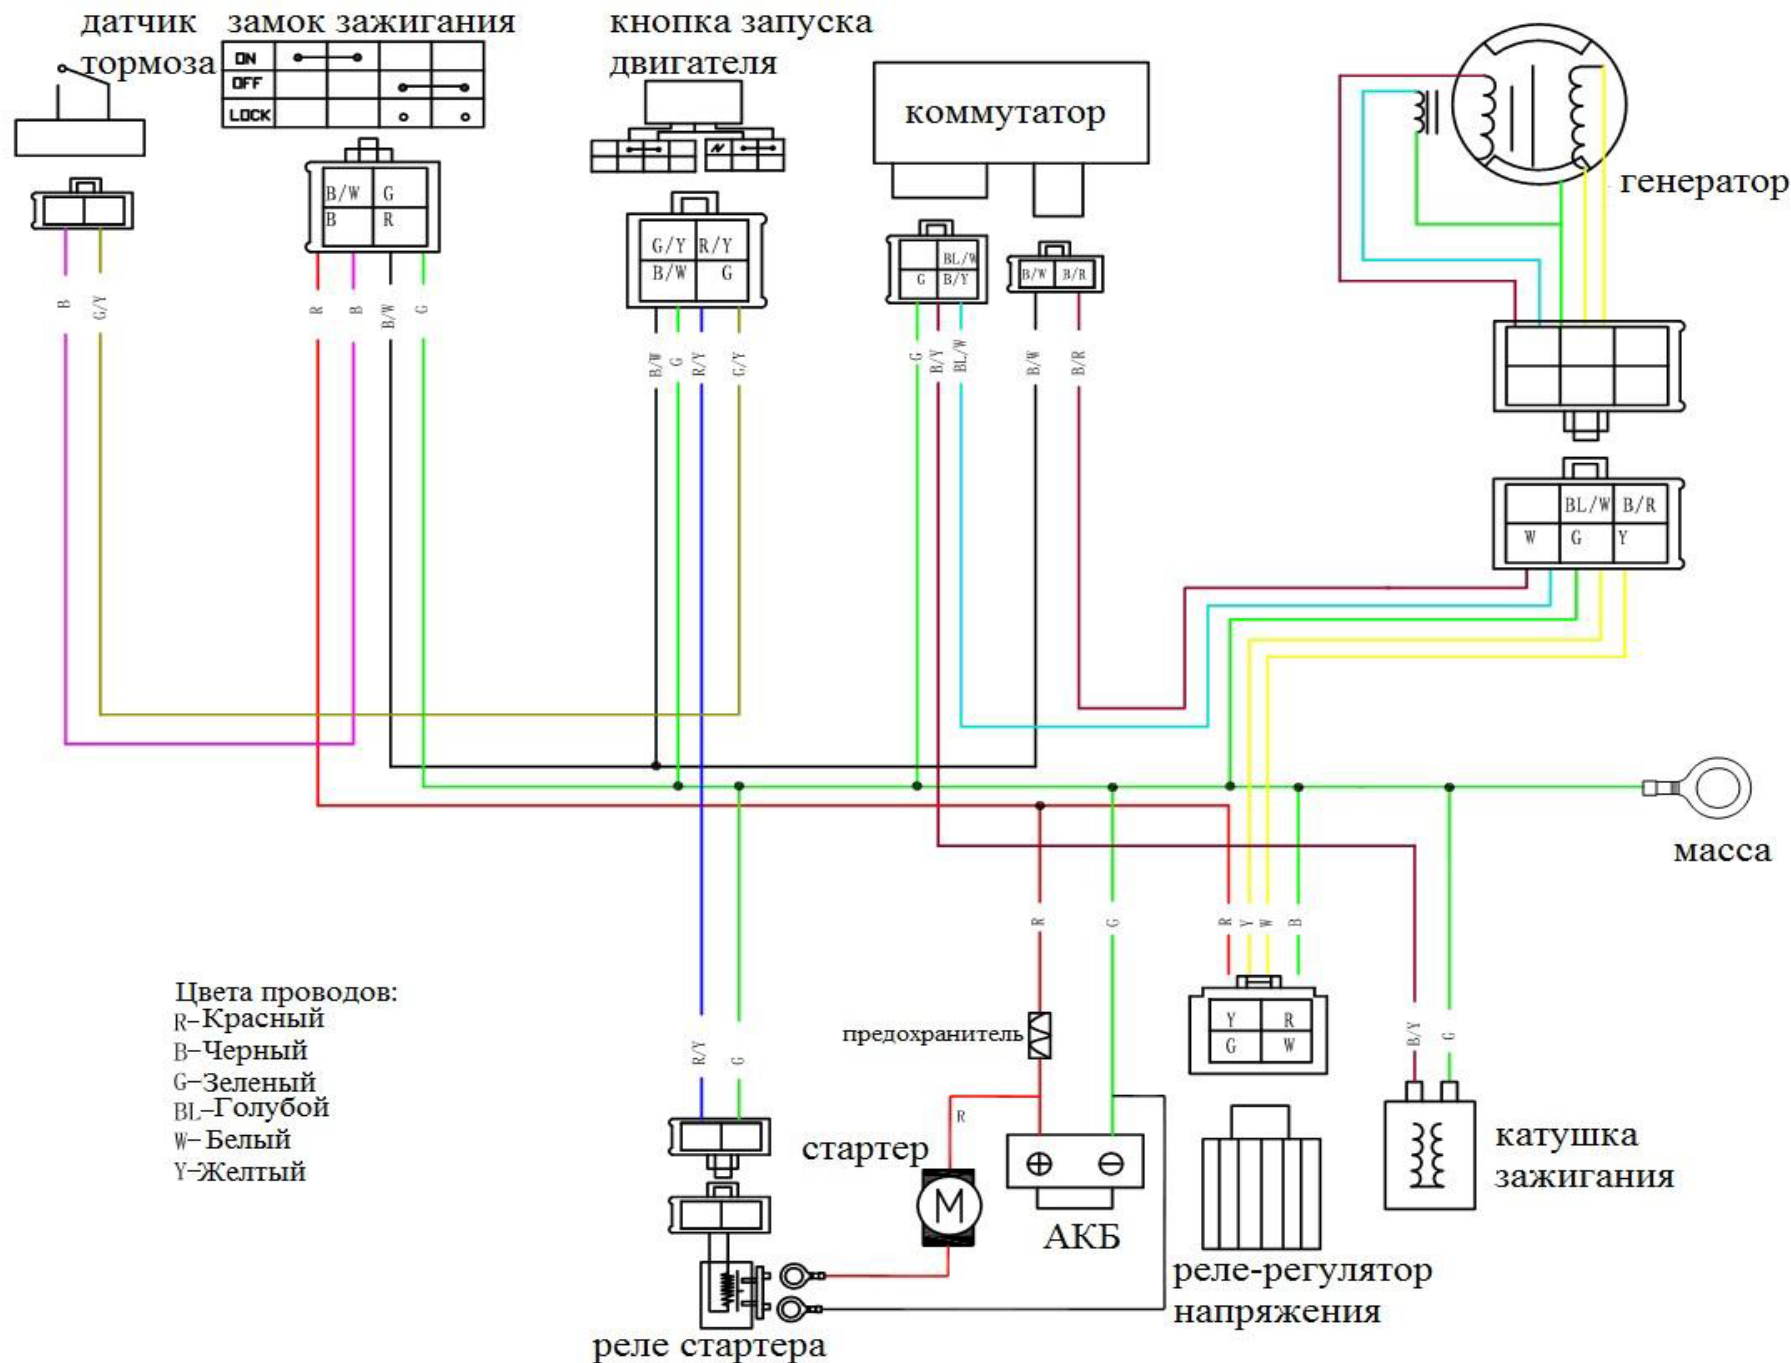 датчик тормоза
замок зажигания
ON
OFF
LOCK
кнопка запуска
двигателя
коммутатор
генератор
B/W G
B R
G/Y R/Y
B/W G
BL/W
G B/Y
B/W B/R
BL/W B/R
W G Y
B
G/Y
R
B
B/W
G
B/W
G
R/Y
G/Y
G
B/Y
BL/W
B/W
B/R
масса
R
G
R
Y
W
B
Цвета проводов:
R-Красный
B-Черный
G-Зеленый
BL-Голубой
W-Белый
Y-Желтый
R/Y
G
предохранитель
R
Y R
G W
B/Y
G
стартер
M
АКБ
катушка
зажигания
реле-регулятор
напряжения
реле стартера